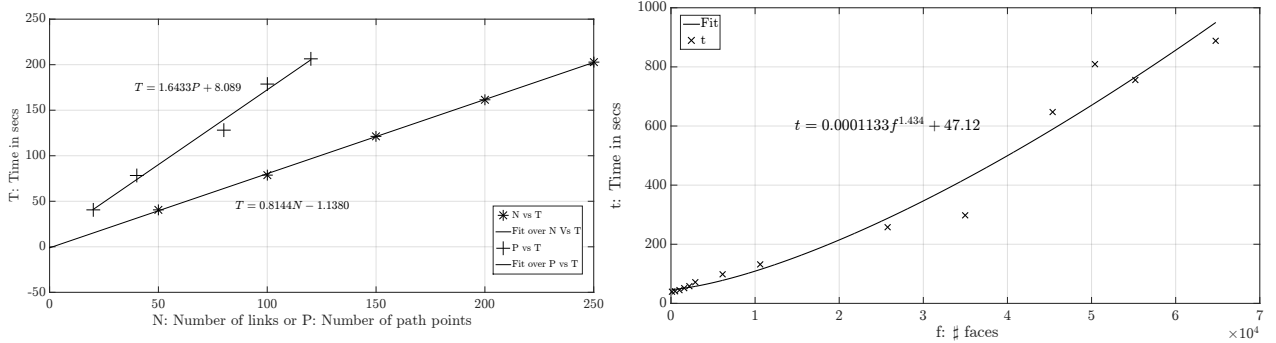 250
200
150
100
50
0
-50
T: Time in secs
T = 1.6433P + 8.089
T = 0.8144N − 1.1380
N vs T
Fit over N Vs T
P vs T
Fit over P vs T
0 50 100 150 200 250
N: Number of links or P: Number of path points
1000
800
600
400
200
0
t: Time in secs
Fit
t
t = 0.0001133f^1.434 + 47.12
0 1 2 3 4 5 6 7
×10^4
f: ♯ faces